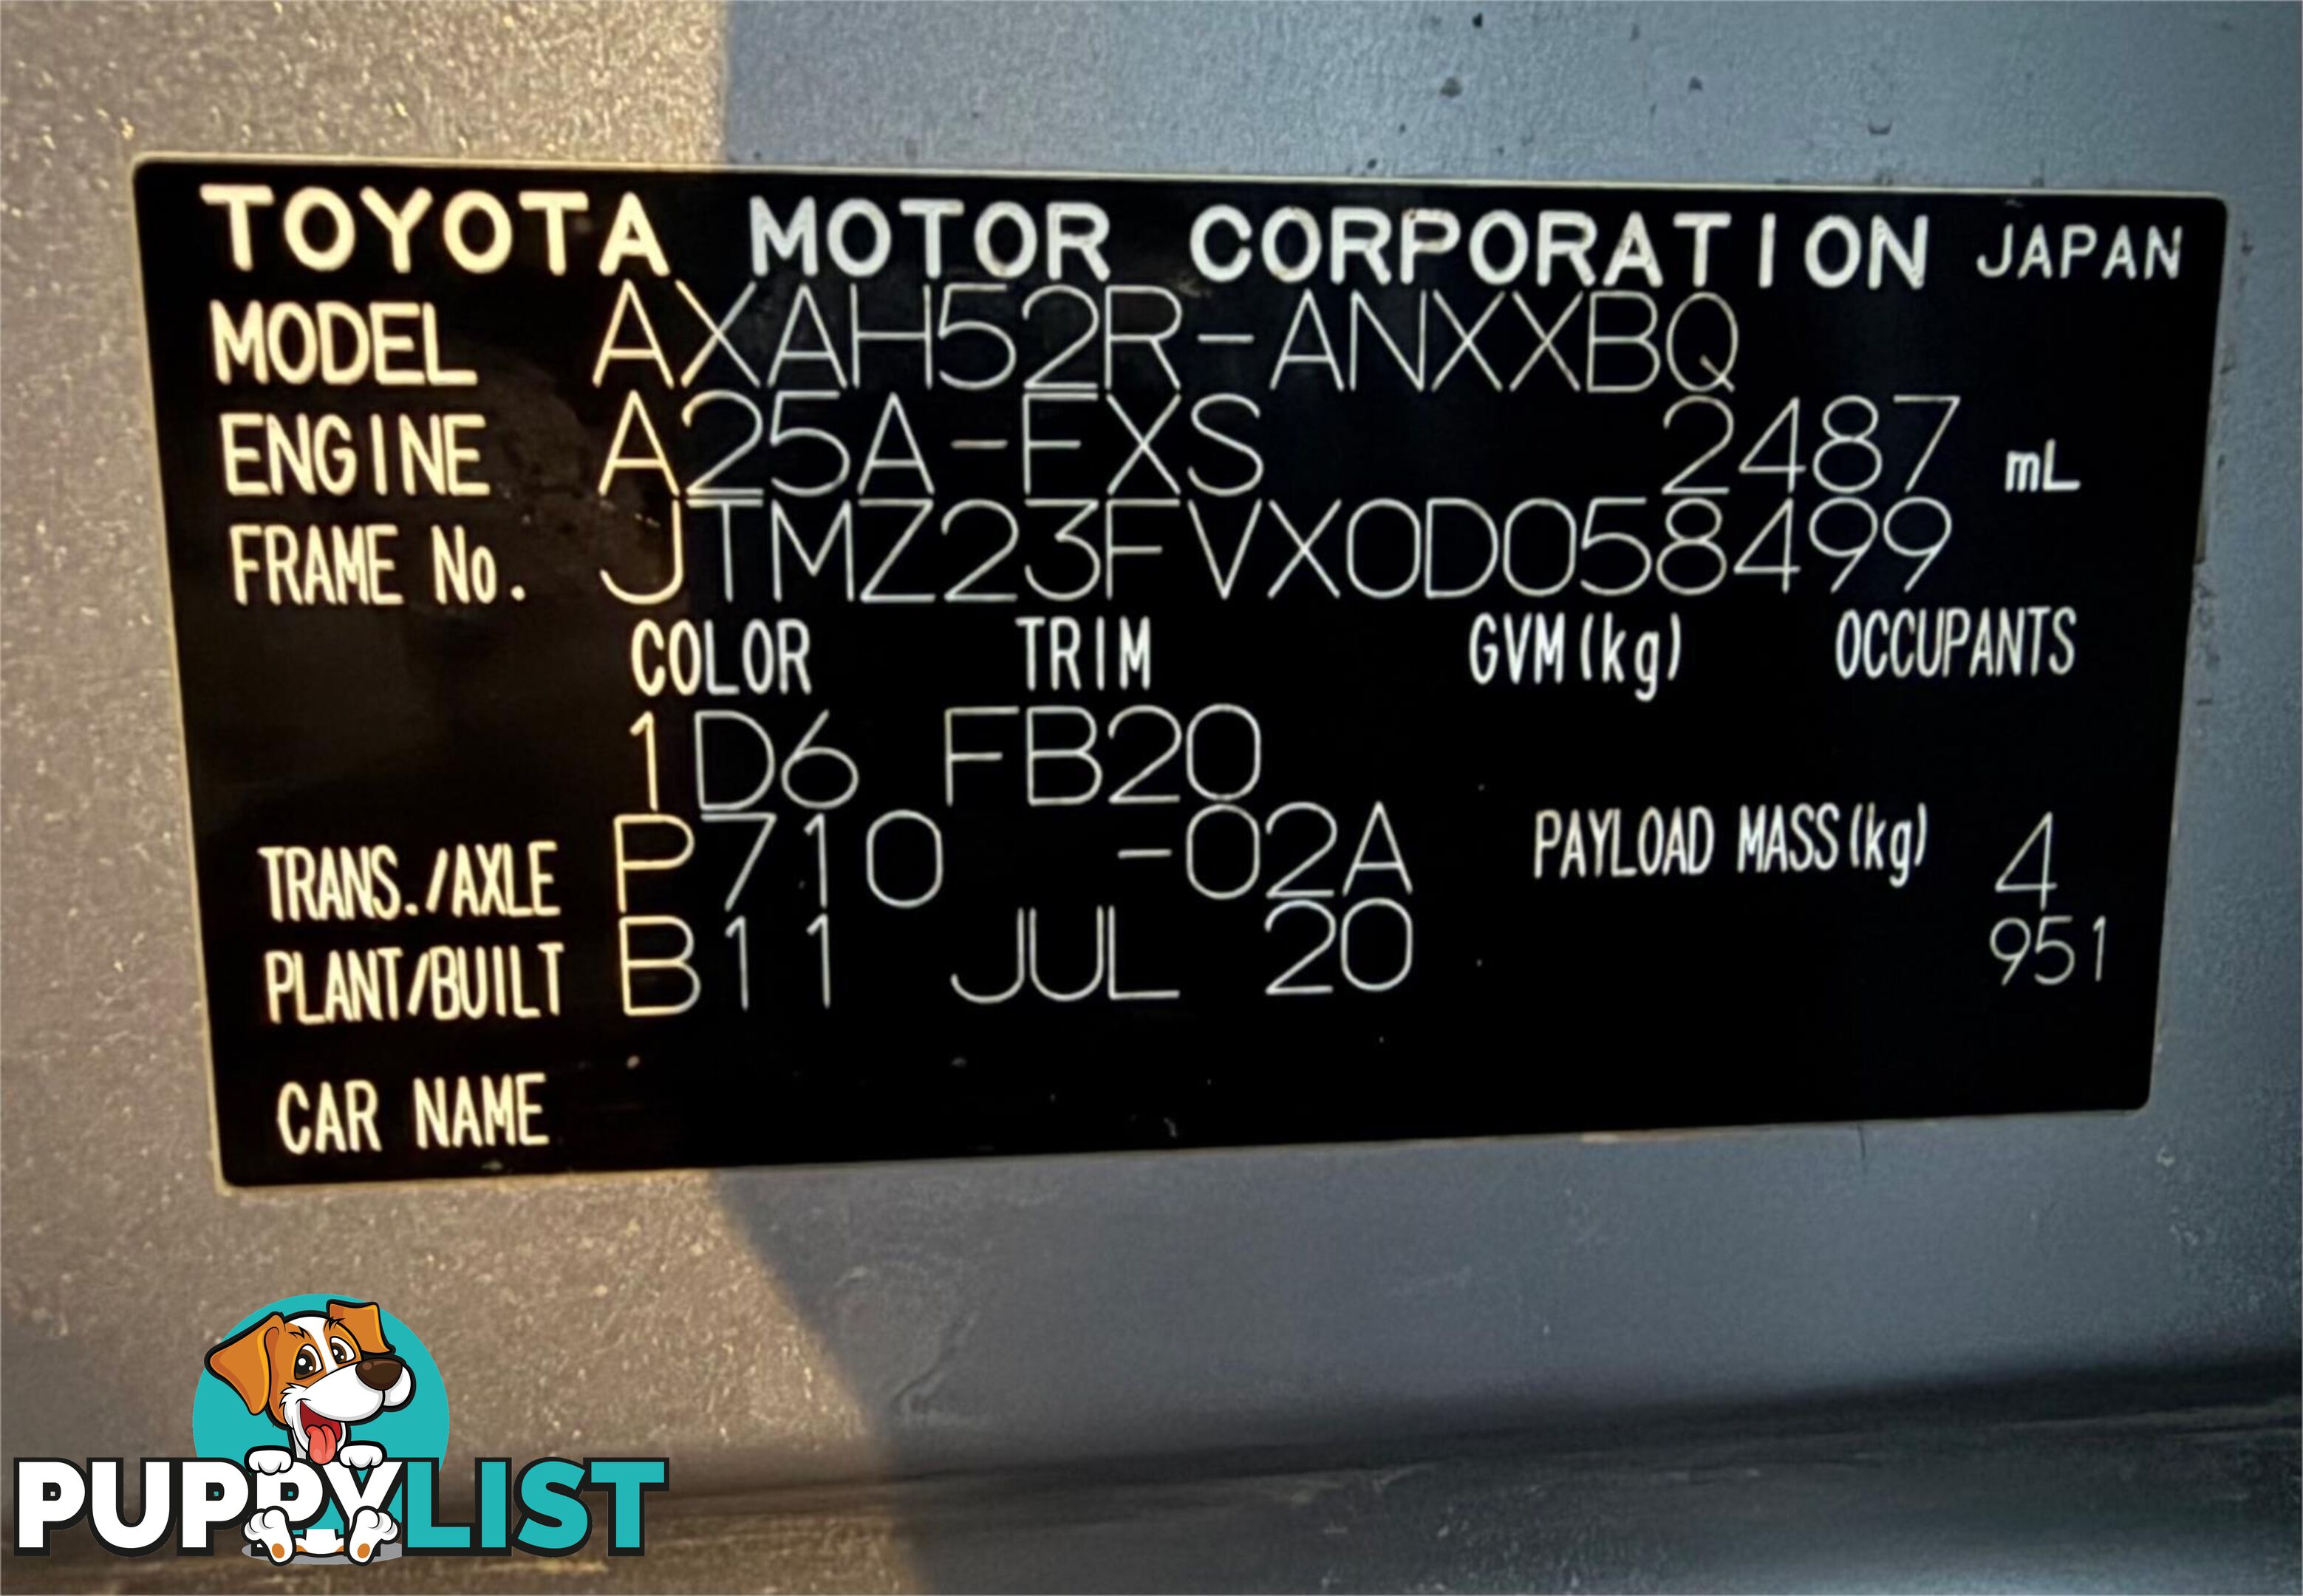 TOYOTA MOTOR CORPORATION JAPAN
MODEL AXAH52R-ANXXBQ
ENGINE A25A-FXS 2487 mL
FRAME No. JTMZ23FVX0D058499
COLOR TRIM GVM(kg) OCCUPANTS
1D6 FB20
TRANS./AXLE P710 -02A PAYLOAD MASS(kg) 4
PLANT/BUILT B11 JUL 20 951
CAR NAME
PUPPYLIST